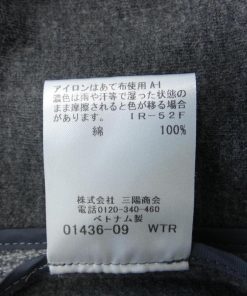 アイロンはあて布使用 A-I
濃色は雨や汗等で湿った状態の
まま摩擦されると色が移る場合
があります。 IR-52F
綿 100%
株式会社 三陽商会
電話0120-340-460
ベトナム製
01436-09 WTR